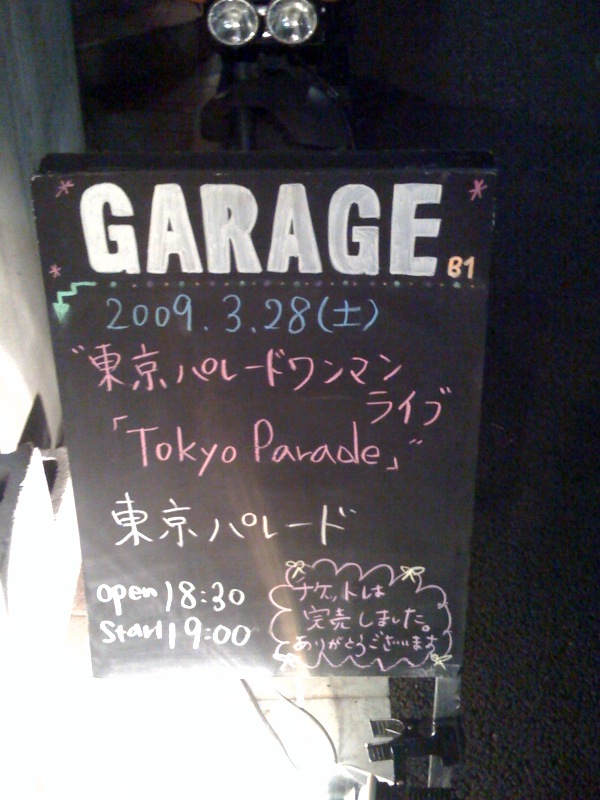 GARAGE B1
2009.3.28(土)
"東京パレードワンマン
ライブ
「Tokyo Parade」"
東京パレード
open 18:30
start 19:00
チケットは
完売しました。
ありがとうございます